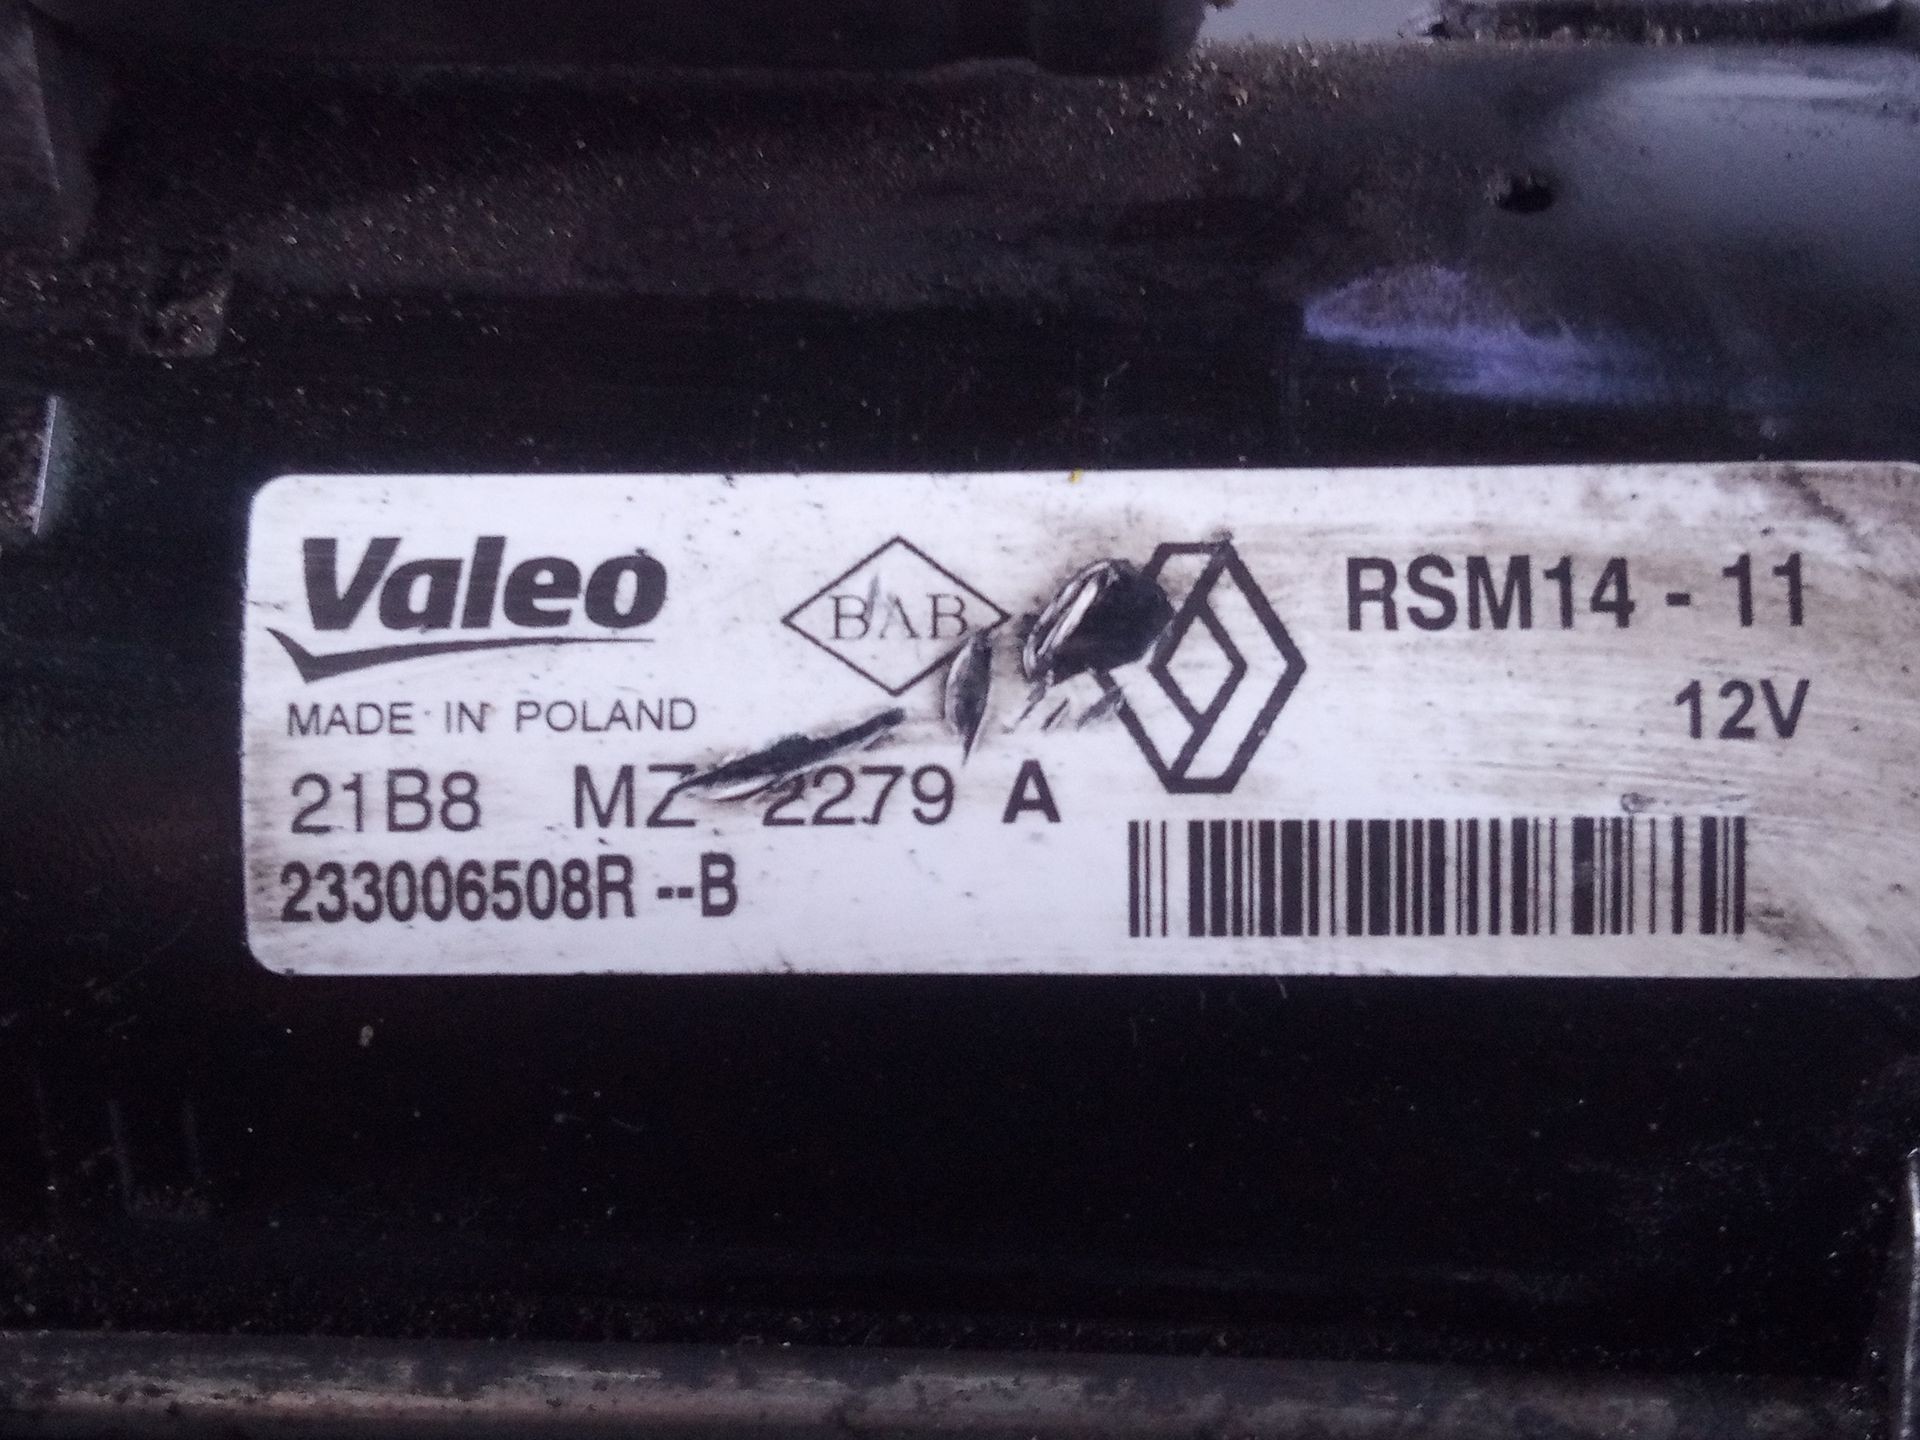 Valeo
BAB
RSM14 - 11
MADE IN POLAND
12V
21B8 MZ 2279 A
233006508R --B